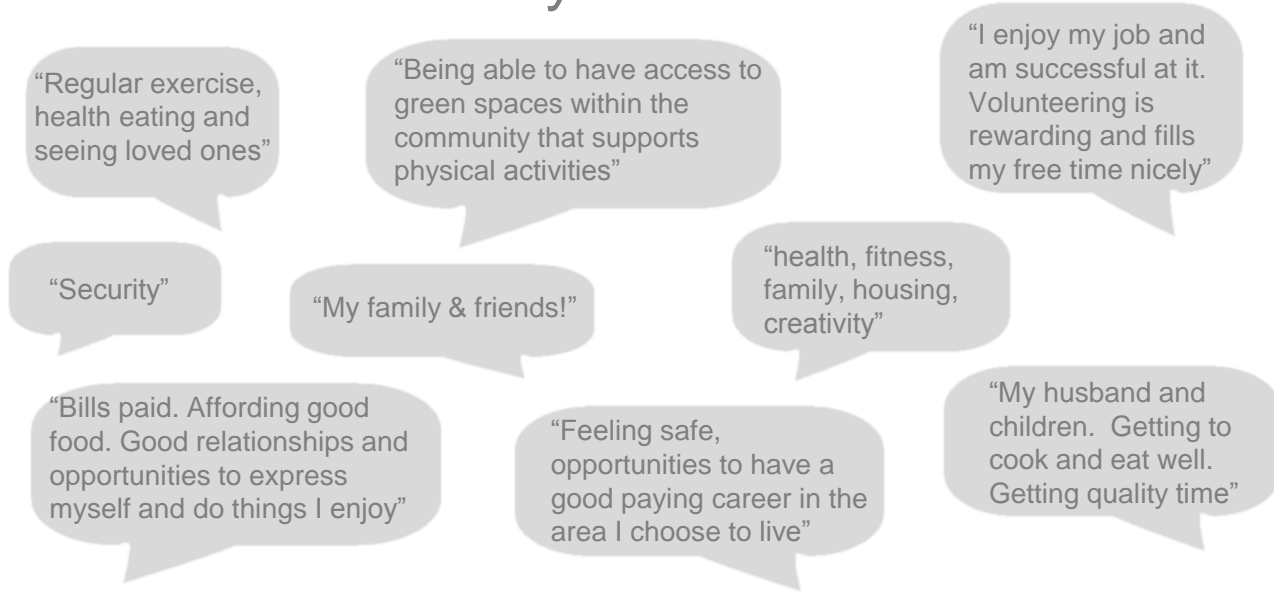 “Regular exercise,
health eating and
seeing loved ones”
“Being able to have access to
green spaces within the
community that supports
physical activities”
“I enjoy my job and
am successful at it.
Volunteering is
rewarding and fills
my free time nicely”
“Security”
“My family & friends!”
“health, fitness,
family, housing,
creativity”
“Bills paid. Affording good
food. Good relationships and
opportunities to express
myself and do things I enjoy”
“Feeling safe,
opportunities to have a
good paying career in the
area I choose to live”
“My husband and
children.  Getting to
cook and eat well.
Getting quality time”